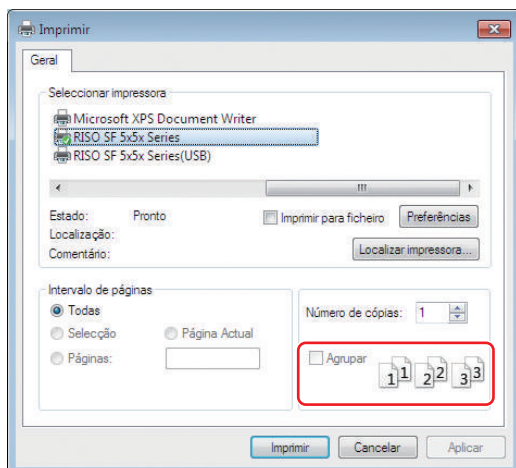 Imprimir
Geral
Seleccionar impressora
Microsoft XPS Document Writer
RISO SF 5x5x Series
RISO SF 5x5x Series(USB)
Estado: Pronto
Imprimir para ficheiro
Preferências
Localização:
Comentário:
Localizar impressora...
Intervalo de páginas
Todas
Selecção
Página Actual
Páginas:
Número de cópias: 1
Agrupar
1 1 2 2 3 3
Imprimir
Cancelar
Aplicar